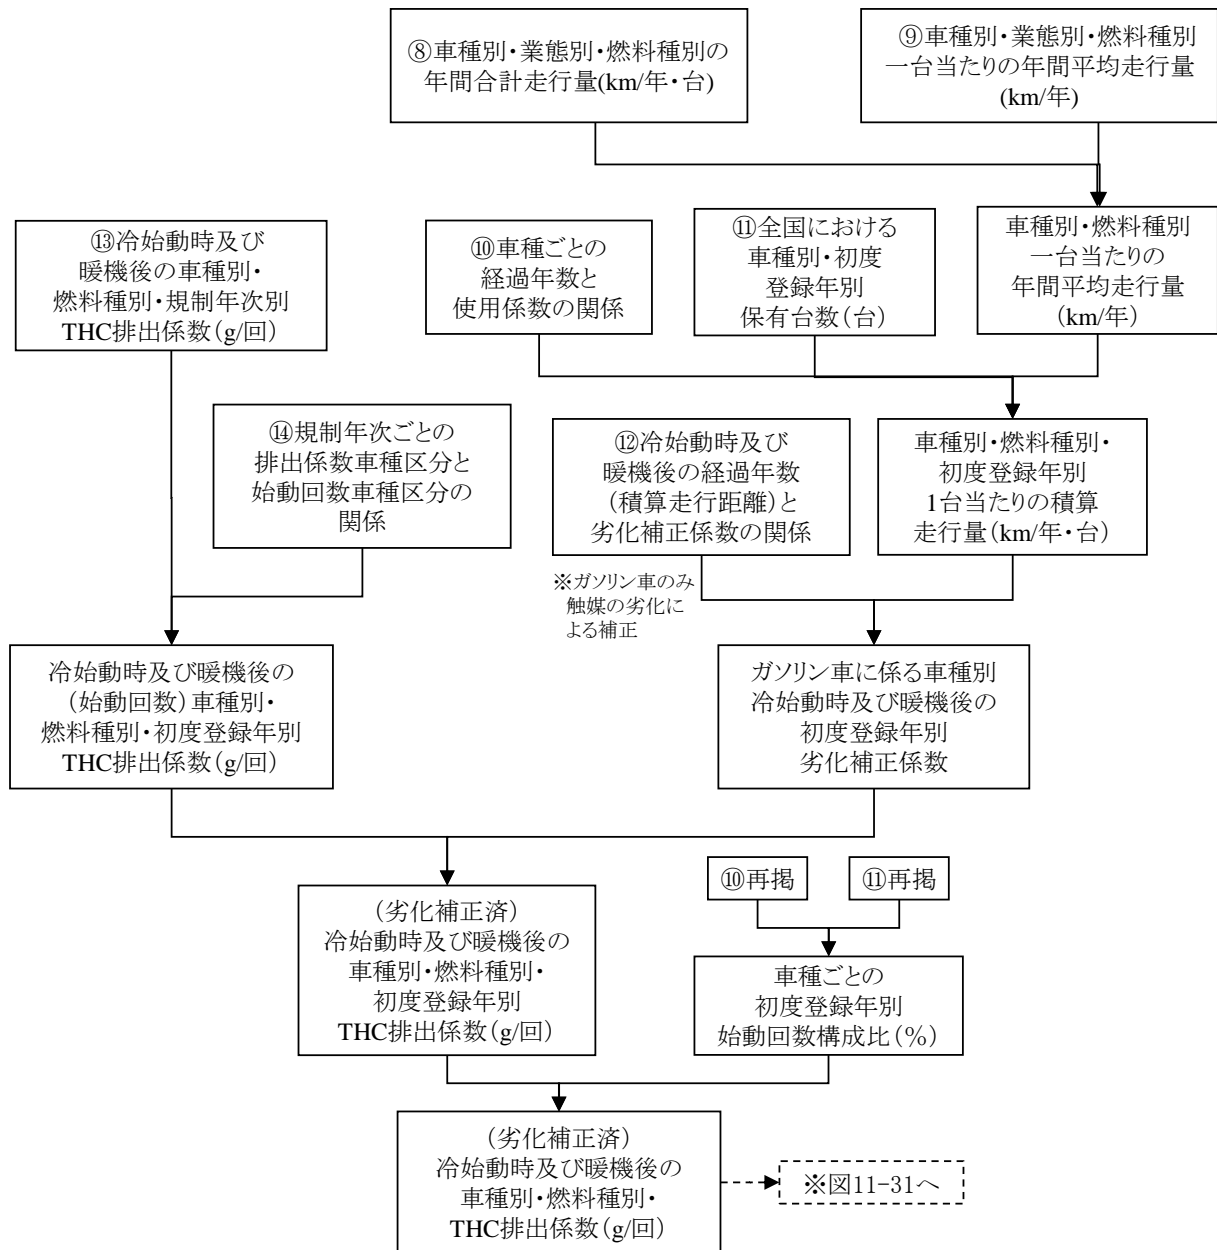 ⑧車種別・業態別・燃料種別の
年間合計走行量(km/年・台)
⑨車種別・業態別・燃料種別
一台当たりの年間平均走行量
(km/年)
⑬冷始動時及び
暖機後の車種別・
燃料種別・規制年次別
THC排出係数(g/回)
⑩車種ごとの
経過年数と
使用係数の関係
⑪全国における
車種別・初度
登録年別
保有台数(台)
車種別・燃料種別
一台当たりの
年間平均走行量
(km/年)
⑭規制年次ごとの
排出係数車種区分と
始動回数車種区分の
関係
⑫冷始動時及び
暖機後の経過年数
(積算走行距離)と
劣化補正係数の関係
車種別・燃料種別・
初度登録年別
1台当たりの積算
走行量(km/年・台)
※ガソリン車のみ
触媒の劣化に
よる補正
冷始動時及び暖機後の
(始動回数)車種別・
燃料種別・初度登録年別
THC排出係数(g/回)
ガソリン車に係る車種別
冷始動時及び暖機後の
初度登録年別
劣化補正係数
⑩再掲
⑪再掲
(劣化補正済)
冷始動時及び暖機後の
車種別・燃料種別・
初度登録年別
THC排出係数(g/回)
車種ごとの
初度登録年別
始動回数構成比(%)
(劣化補正済)
冷始動時及び暖機後の
車種別・燃料種別・
THC排出係数(g/回)
※図11-31へ